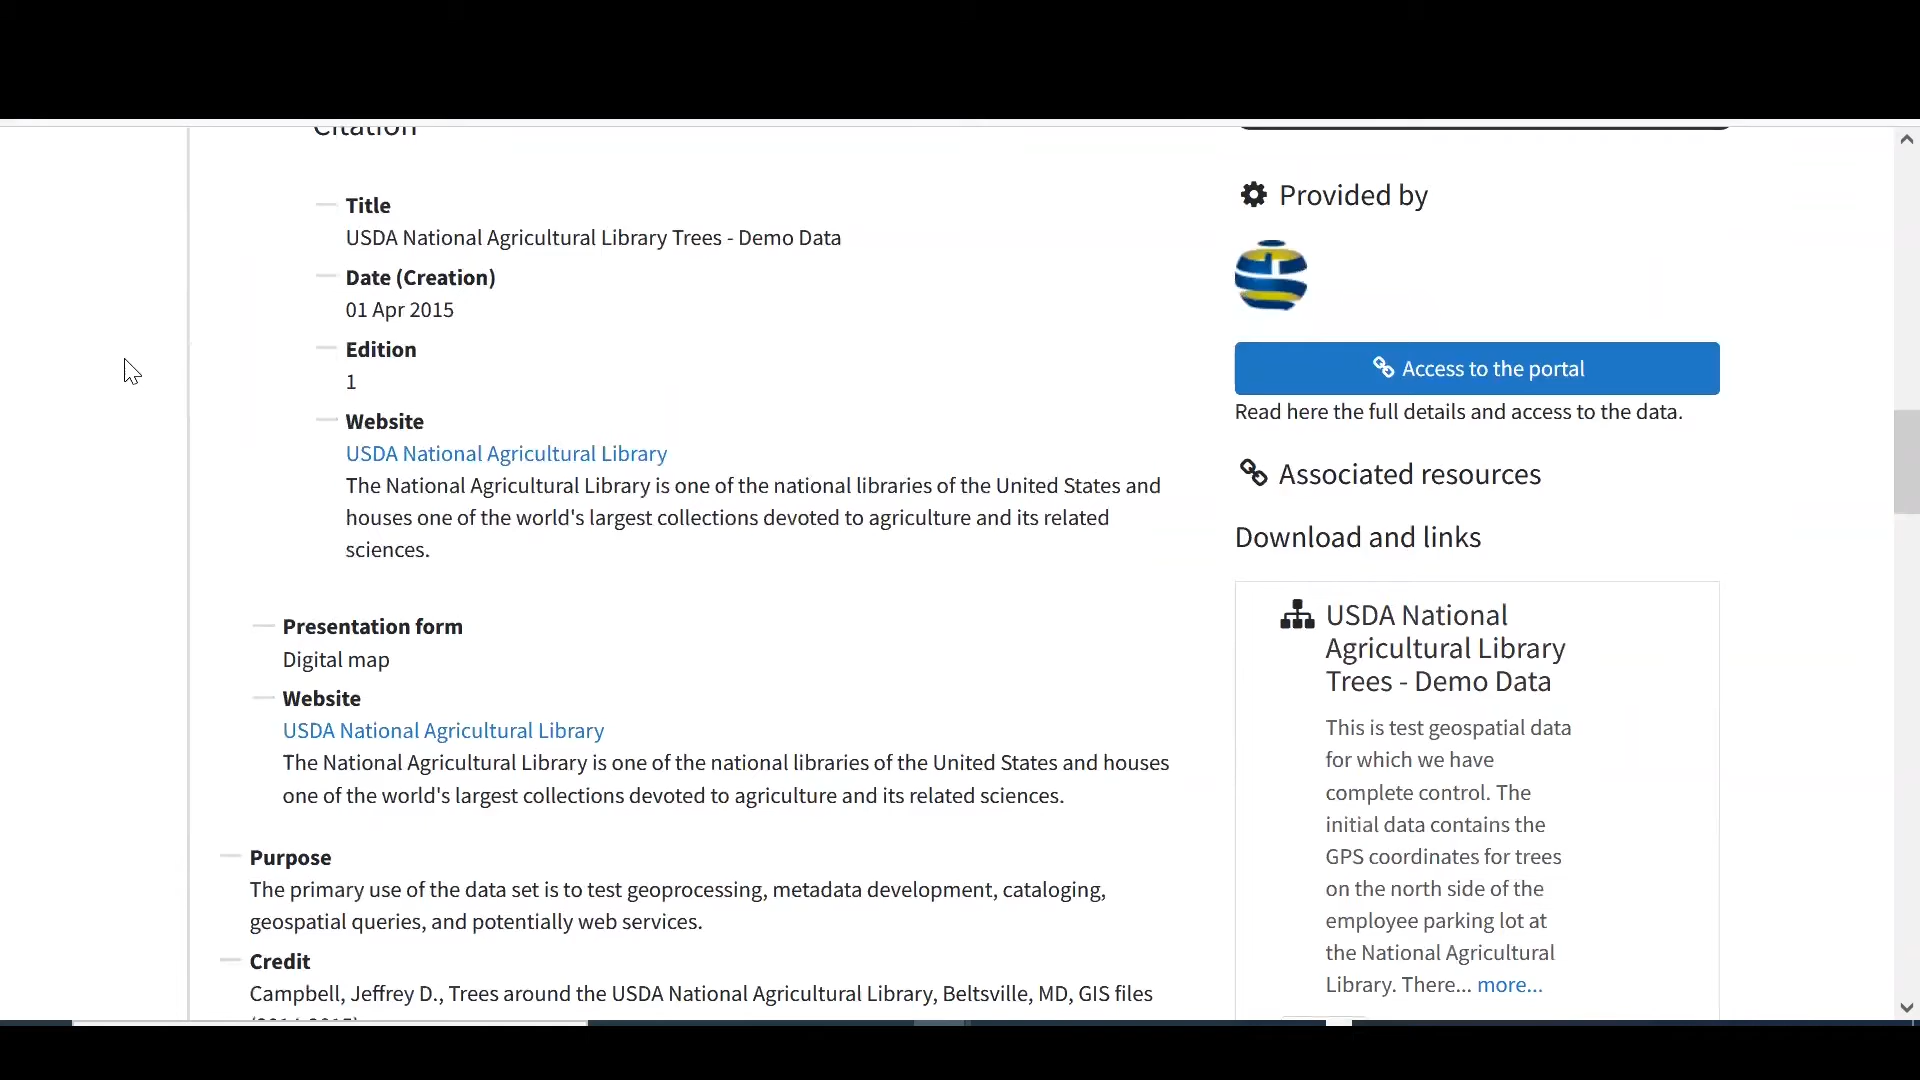 Citation
Title
USDA National Agricultural Library Trees - Demo Data
Date (Creation)
01 Apr 2015
Edition
1
Website
USDA National Agricultural Library
The National Agricultural Library is one of the national libraries of the United States and
houses one of the world's largest collections devoted to agriculture and its related
sciences.
Presentation form
Digital map
Website
USDA National Agricultural Library
The National Agricultural Library is one of the national libraries of the United States and houses
one of the world's largest collections devoted to agriculture and its related sciences.
Purpose
The primary use of the data set is to test geoprocessing, metadata development, cataloging,
geospatial queries, and potentially web services.
Credit
Campbell, Jeffrey D., Trees around the USDA National Agricultural Library, Beltsville, MD, GIS files
Provided by
Access to the portal
Read here the full details and access to the data.
Associated resources
Download and links
USDA National
Agricultural Library
Trees - Demo Data
This is test geospatial data
for which we have
complete control. The
initial data contains the
GPS coordinates for trees
on the north side of the
employee parking lot at
the National Agricultural
Library. There... more...